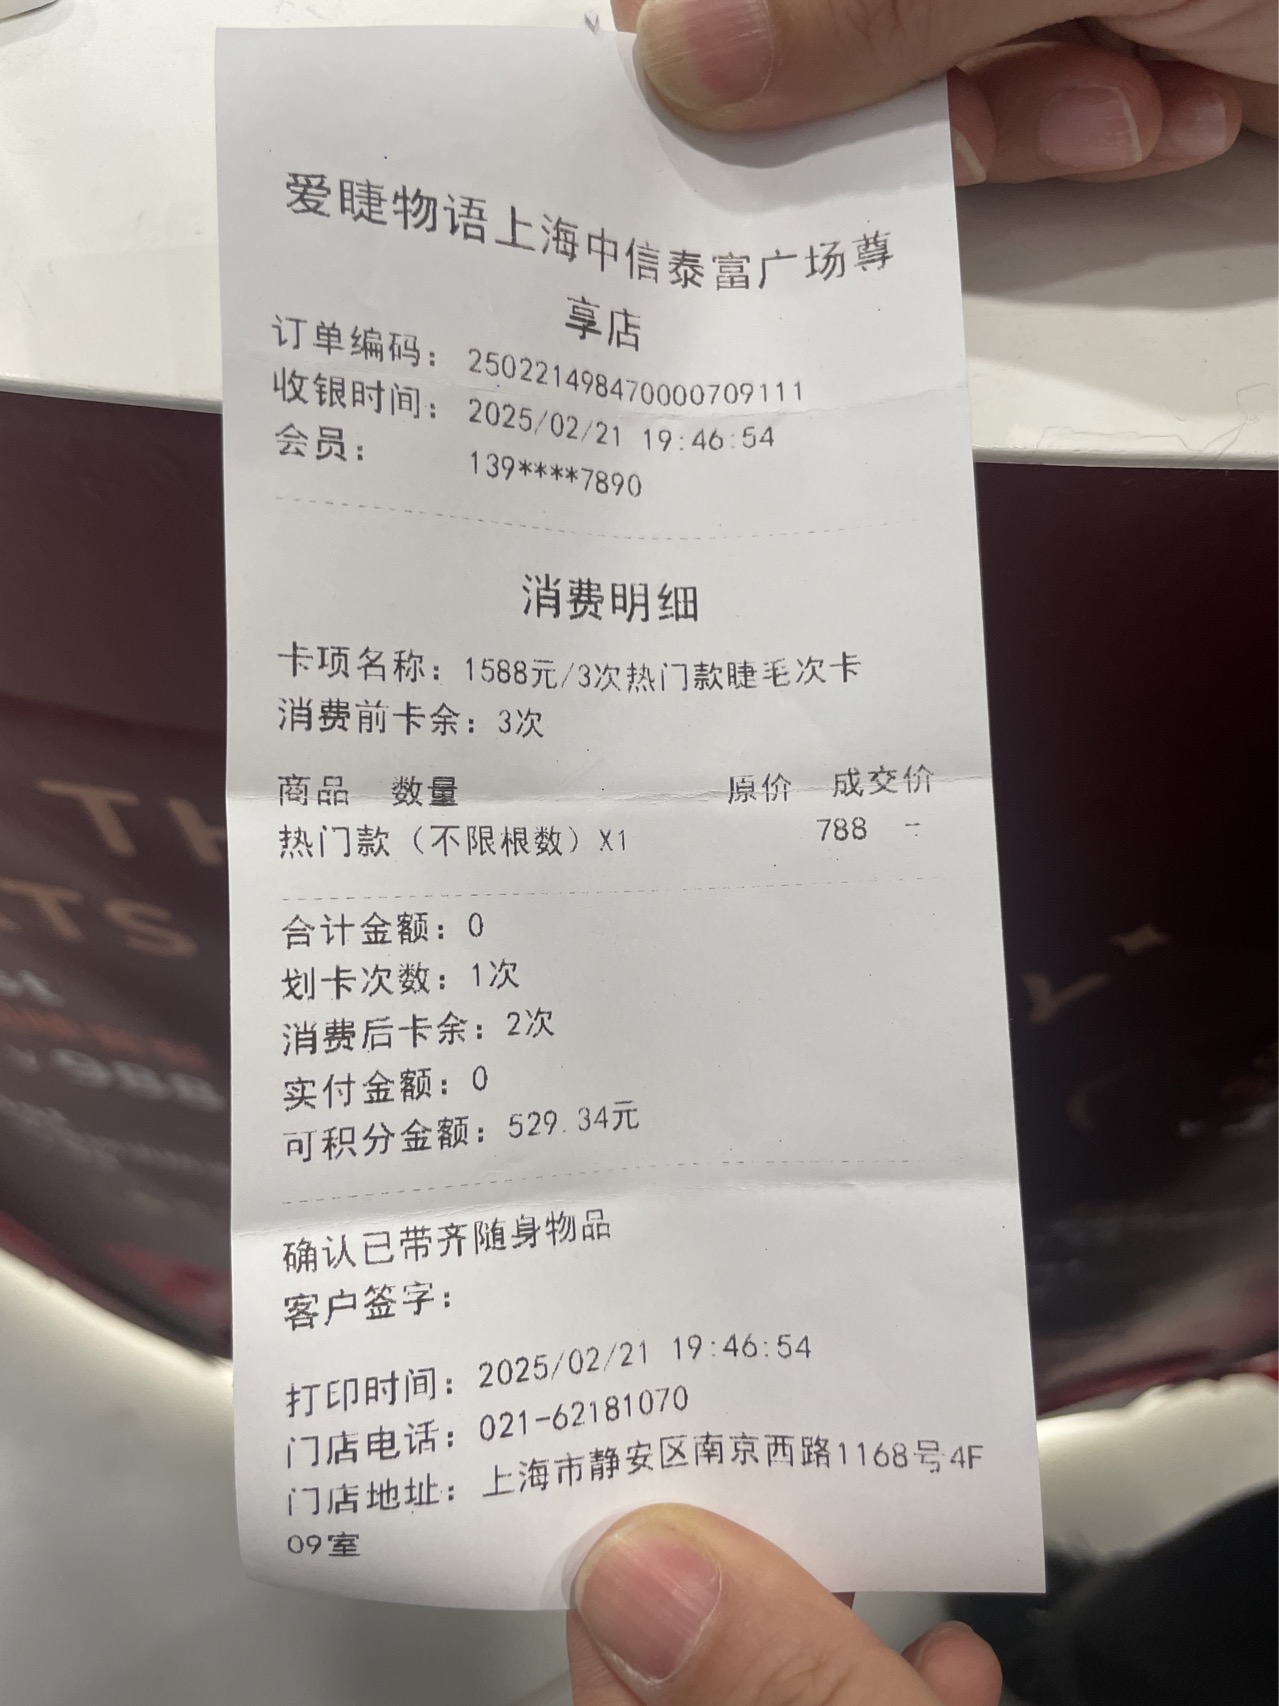 爱睫物语上海中信泰富广场尊
享店
订单编码：250221498470000709111
收银时间：2025/02/21 19:46:54
会员：139****7890
消费明细
卡项名称：1588元/3次热门款睫毛次卡
消费前卡余：3次
商品 数量 原价 成交价
热门款（不限根数）X1 788 -
合计金额：0
划卡次数：1次
消费后卡余：2次
实付金额：0
可积分金额：529.34元
确认已带齐随身物品
客户签字：
打印时间：2025/02/21 19:46:54
门店电话：021-62181070
门店地址：上海市静安区南京西路1168号4F
09室
TH
TS
st
988
Y